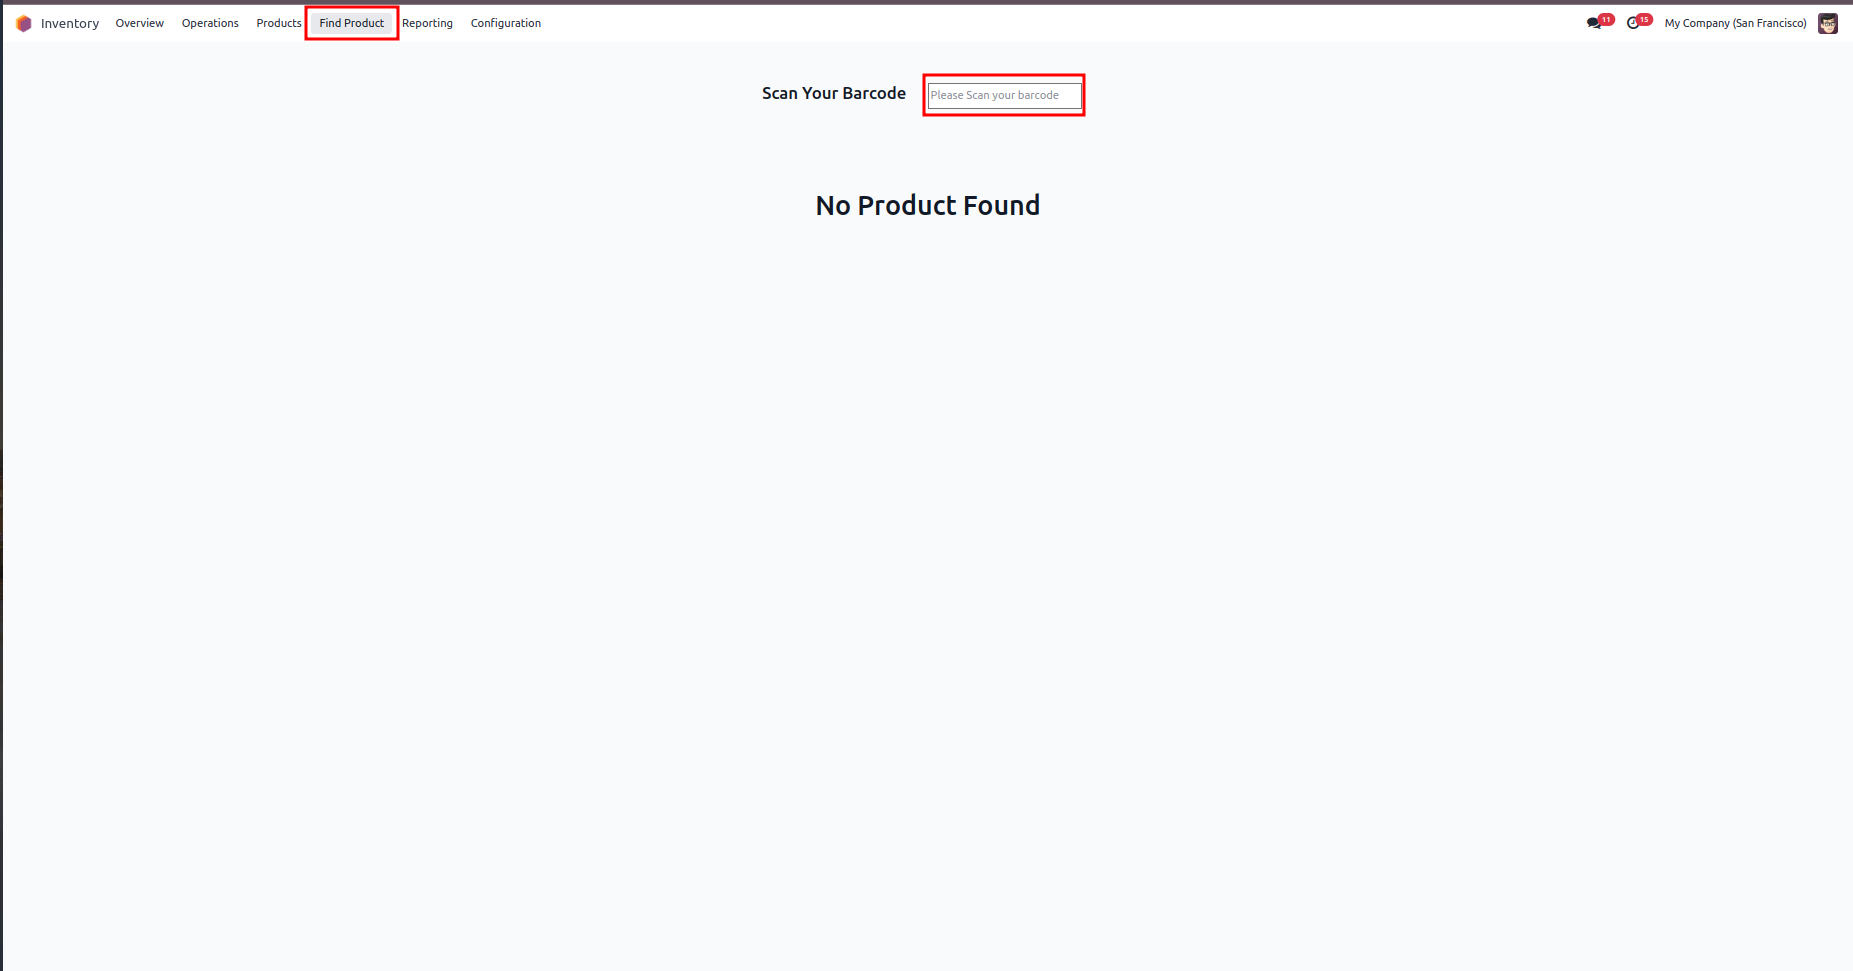 Inventory Overview Operations Products Find Product Reporting Configuration 11 15 My Company (San Francisco)
Scan Your Barcode Please Scan your barcode
No Product Found